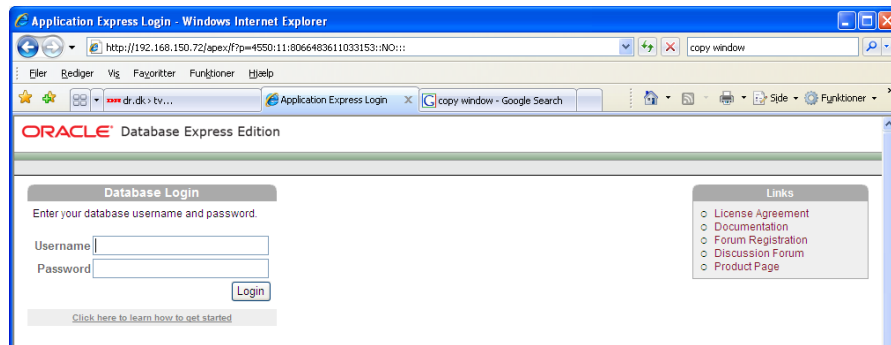 Application Express Login - Windows Internet Explorer
http://192.168.150.72/apex/f?p=4550:11:8066483611033153::NO:::
copy window
Filer Rediger Vis Favoritter Funktioner Hjælp
dr.dk > tv...
Application Express Login
copy window - Google Search
Side
Funktioner
ORACLE Database Express Edition
Database Login
Enter your database username and password.
Username
Password
Login
Click here to learn how to get started
Links
License Agreement
Documentation
Forum Registration
Discussion Forum
Product Page